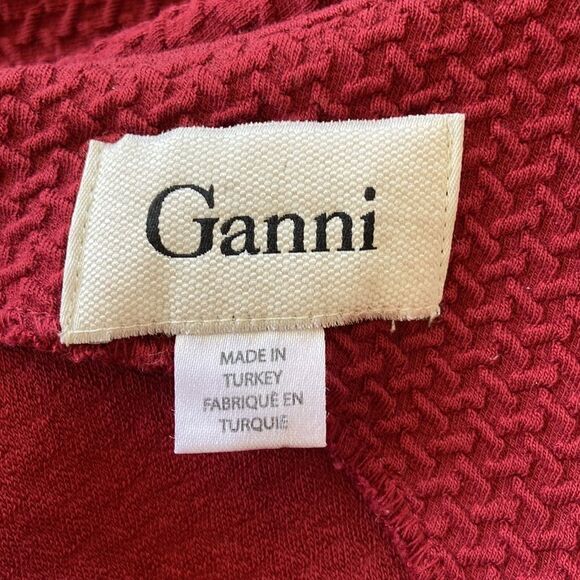 Ganni
MADE IN
TURKEY
FABRIQUÉ EN
TURQUIE